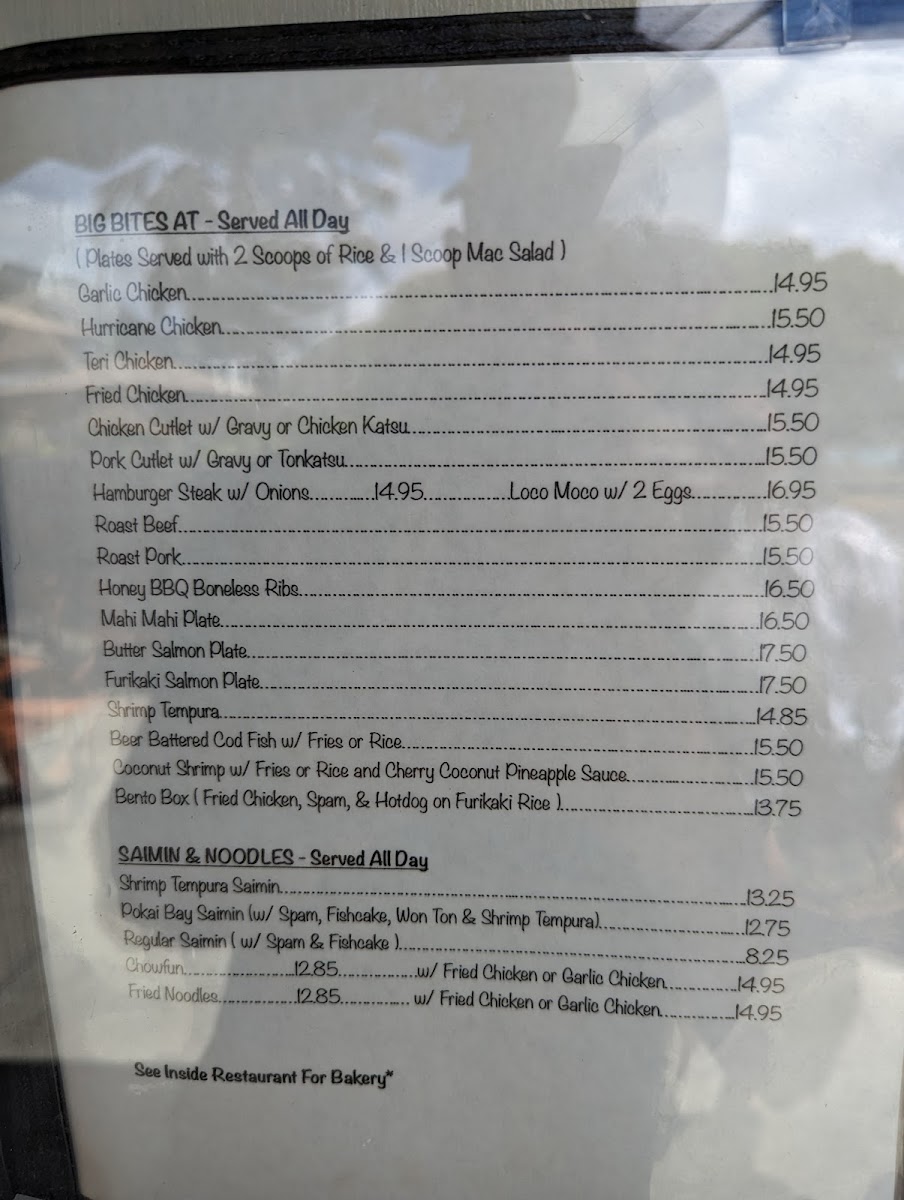 BIG BITES AT - Served All Day
( Plates Served with 2 Scoops of Rice & 1 Scoop Mac Salad )
Garlic Chicken 14.95
Hurricane Chicken 15.50
Teri Chicken 14.95
Fried Chicken 14.95
Chicken Cutlet w/ Gravy or Chicken Katsu 15.50
Pork Cutlet w/ Gravy or Tonkatsu 15.50
Hamburger Steak w/ Onions 14.95 Loco Moco w/ 2 Eggs 16.95
Roast Beef 15.50
Roast Pork 15.50
Honey BBQ Boneless Ribs 16.50
Mahi Mahi Plate 16.50
Butter Salmon Plate 17.50
Furikaki Salmon Plate 17.50
Shrimp Tempura 14.85
Beer Battered Cod Fish w/ Fries or Rice 15.50
Coconut Shrimp w/ Fries or Rice and Cherry Coconut Pineapple Sauce 15.50
Bento Box ( Fried Chicken, Spam, & Hotdog on Furikaki Rice ) 13.75
SAIMIN & NOODLES - Served All Day
Shrimp Tempura Saimin 13.25
Pokai Bay Saimin (w/ Spam, Fishcake, Won Ton & Shrimp Tempura) 12.75
Regular Saimin ( w/ Spam & Fishcake ) 8.25
Chowfun 12.85 w/ Fried Chicken or Garlic Chicken 14.95
Fried Noodles 12.85 w/ Fried Chicken or Garlic Chicken 14.95
See Inside Restaurant For Bakery*